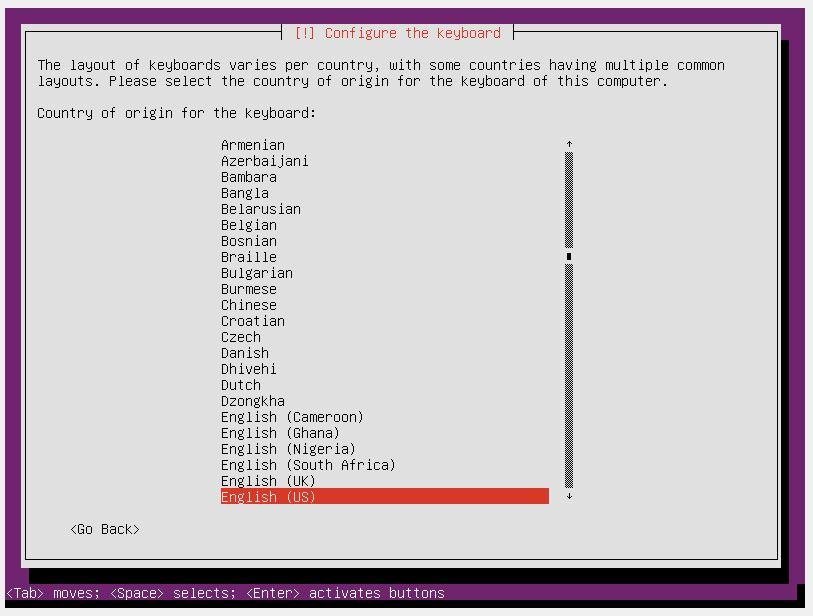 [!] Configure the keyboard
The layout of keyboards varies per country, with some countries having multiple common
layouts. Please select the country of origin for the keyboard of this computer.
Country of origin for the keyboard:
Armenian
Azerbaijani
Bambara
Bangla
Belarusian
Belgian
Bosnian
Braille
Bulgarian
Burmese
Chinese
Croatian
Czech
Danish
Dhivehi
Dutch
Dzongkha
English (Cameroon)
English (Ghana)
English (Nigeria)
English (South Africa)
English (UK)
English (US)
<Go Back>
<Tab> moves; <Space> selects; <Enter> activates buttons